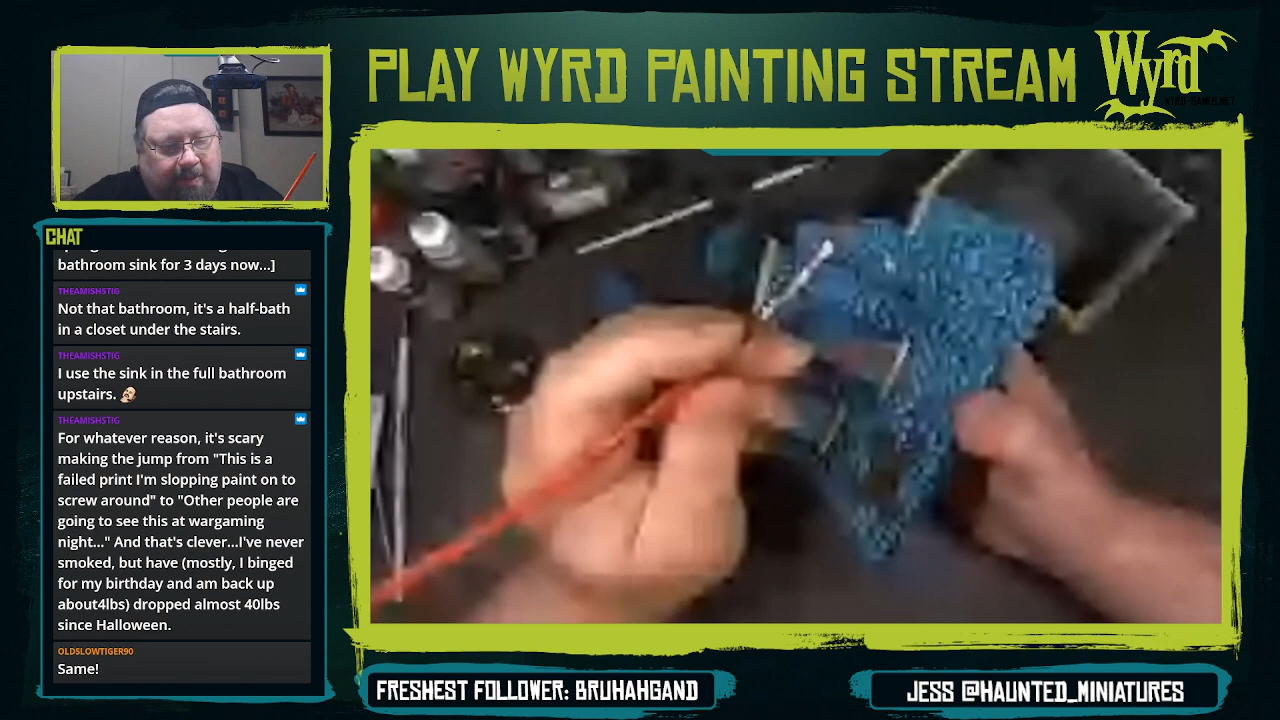 PLAY WYRD PAINTING STREAM
Wyrd
WYRD-GAMES.NET
CHAT
bathroom sink for 3 days now...]
THEAMISHSTIG
Not that bathroom, it's a half-bath
in a closet under the stairs.
THEAMISHSTIG
I use the sink in the full bathroom
upstairs.
THEAMISHSTIG
For whatever reason, it's scary
making the jump from "This is a
failed print I'm slopping paint on to
screw around" to "Other people are
going to see this at wargaming
night..." And that's clever...I've never
smoked, but have (mostly, I binged
for my birthday and am back up
about4lbs) dropped almost 40lbs
since Halloween.
OLDSLOWTIGER90
Same!
FRESHEST FOLLOWER: BRUHAHGAND
JESS @HAUNTED_MINIATURES